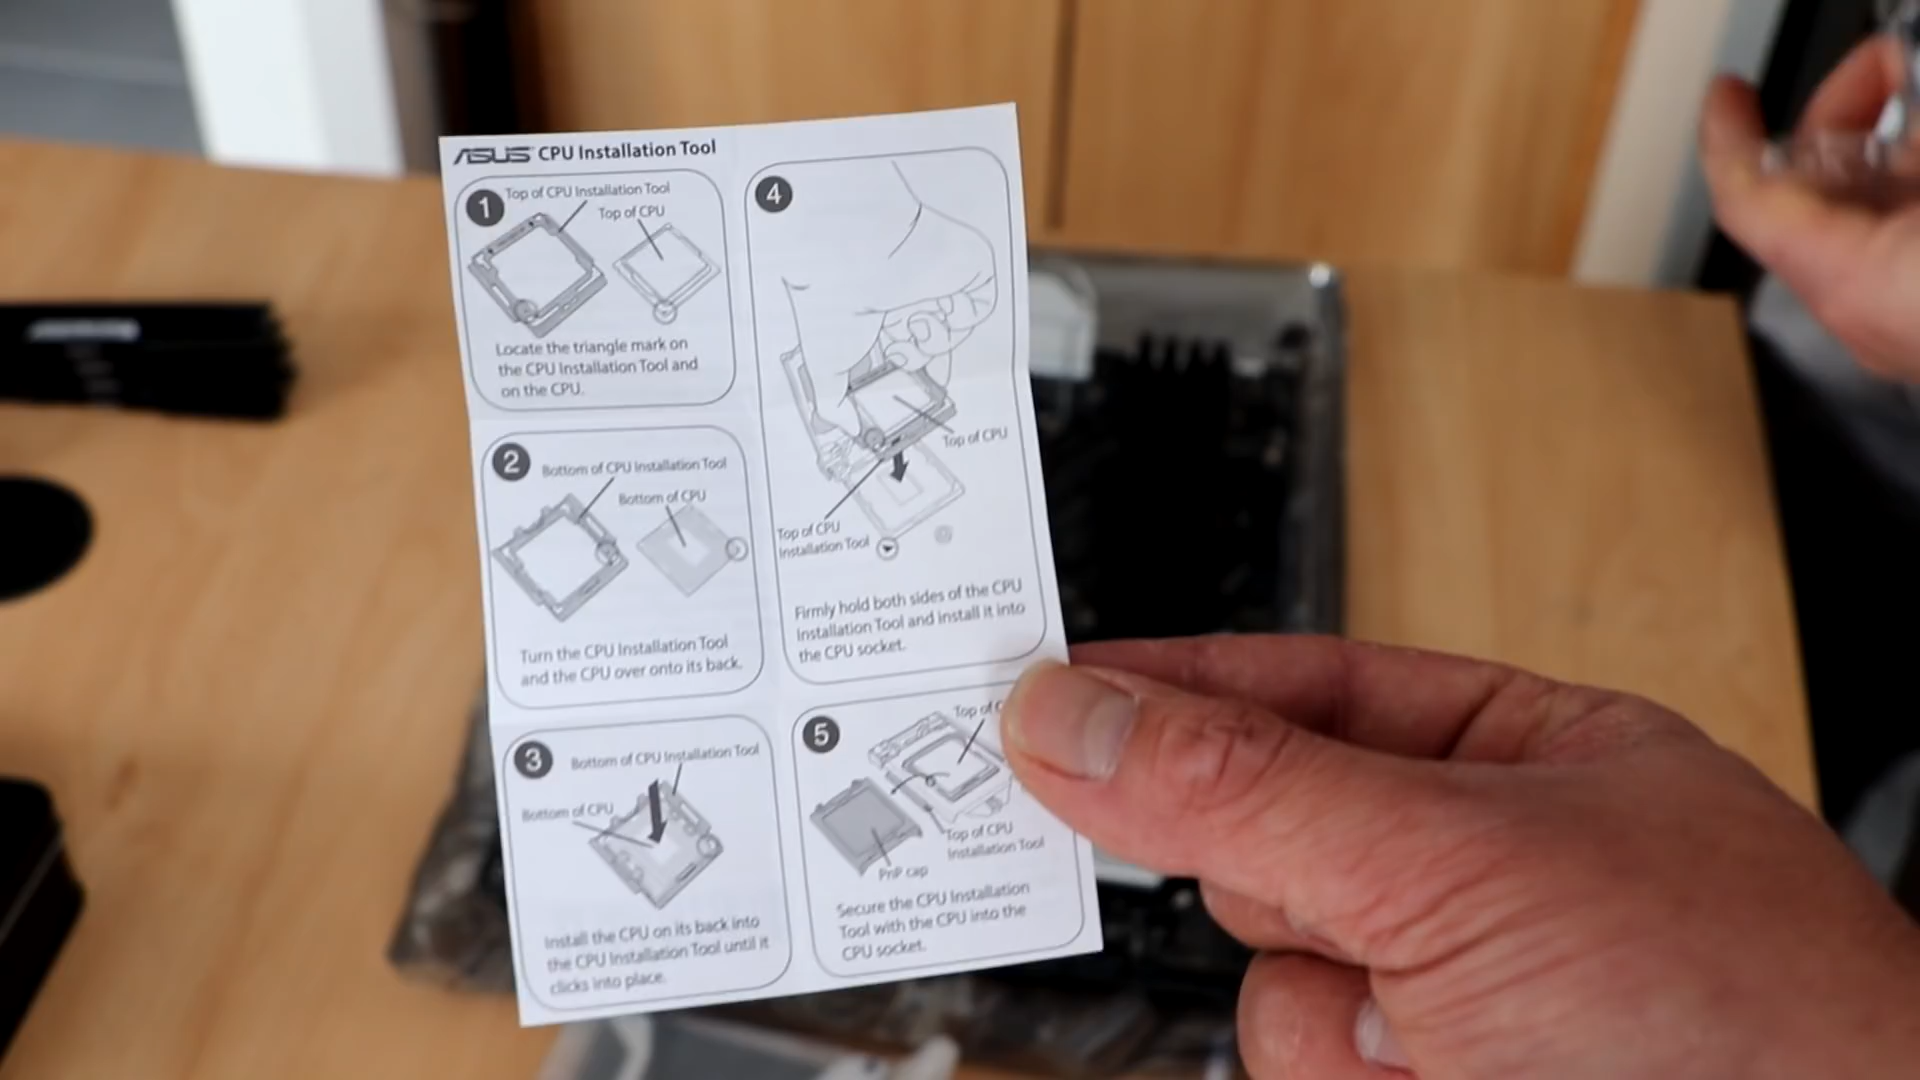 ASUS CPU Installation Tool
1
Top of CPU Installation Tool
Top of CPU
Locate the triangle mark on
the CPU Installation Tool and
on the CPU.
2
Bottom of CPU Installation Tool
Bottom of CPU
Turn the CPU Installation Tool
and the CPU over onto its back.
3
Bottom of CPU Installation Tool
Bottom of CPU
Install the CPU on its back into
the CPU Installation Tool until it
clicks into place.
4
Top of CPU
Top of CPU
Installation Tool
Firmly hold both sides of the CPU
Installation Tool and install it into
the CPU socket.
5
Top of C
Top of CPU
Installation Tool
PnP cap
Secure the CPU Installation
Tool with the CPU into the
CPU socket.